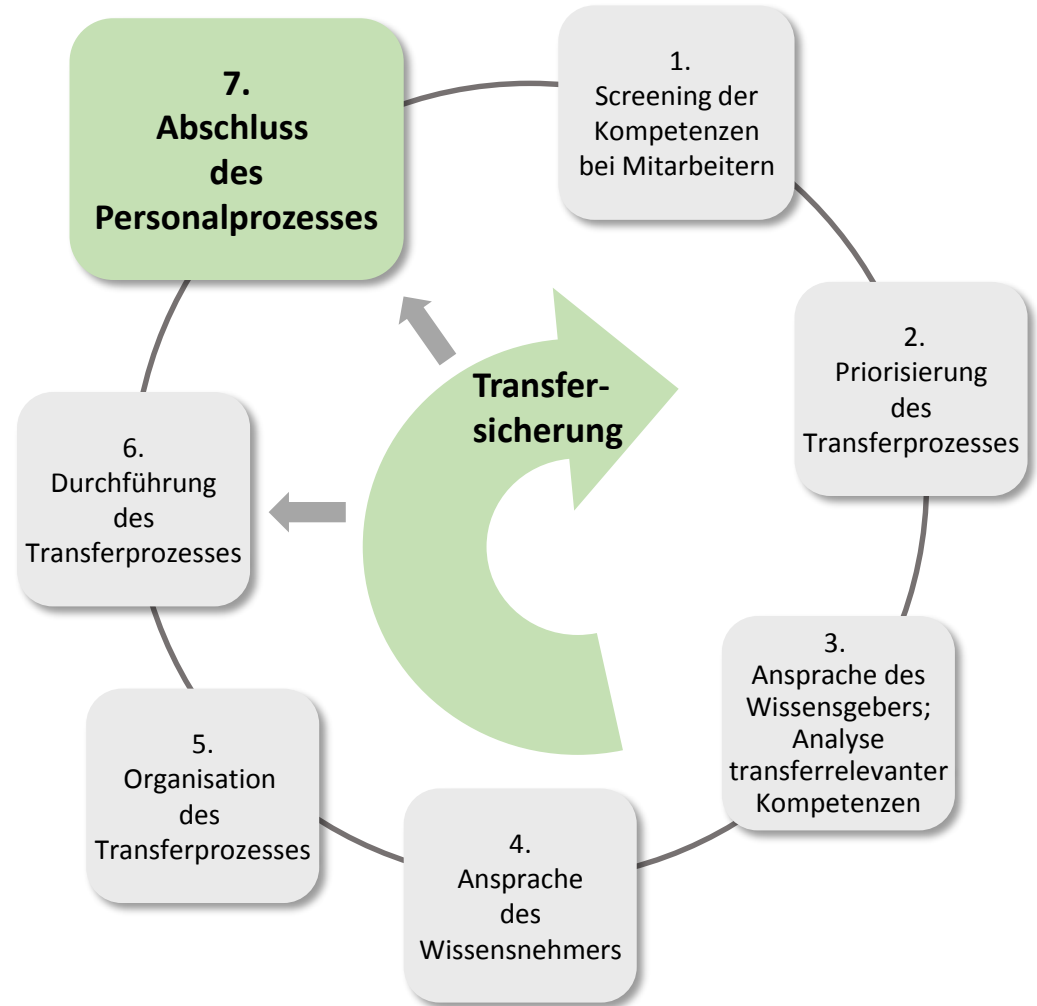 7.
Abschluss
des
Personalprozesses
1.
Screening der
Kompetenzen
bei Mitarbeitern
2.
Priorisierung
des
Transferprozesses
3.
Ansprache des
Wissensgebers;
Analyse
transferrelevanter
Kompetenzen
4.
Ansprache
des
Wissensnehmers
5.
Organisation
des
Transferprozesses
6.
Durchführung
des
Transferprozesses
Transfer-
sicherung